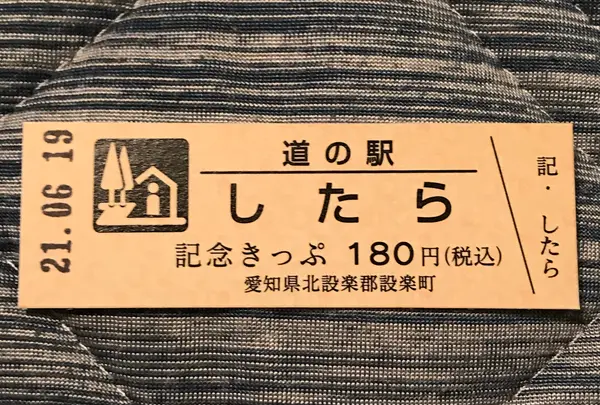 21.06 19
道の駅
したら
記念きっぷ 180円(税込)
愛知県北設楽郡設楽町
記・したら